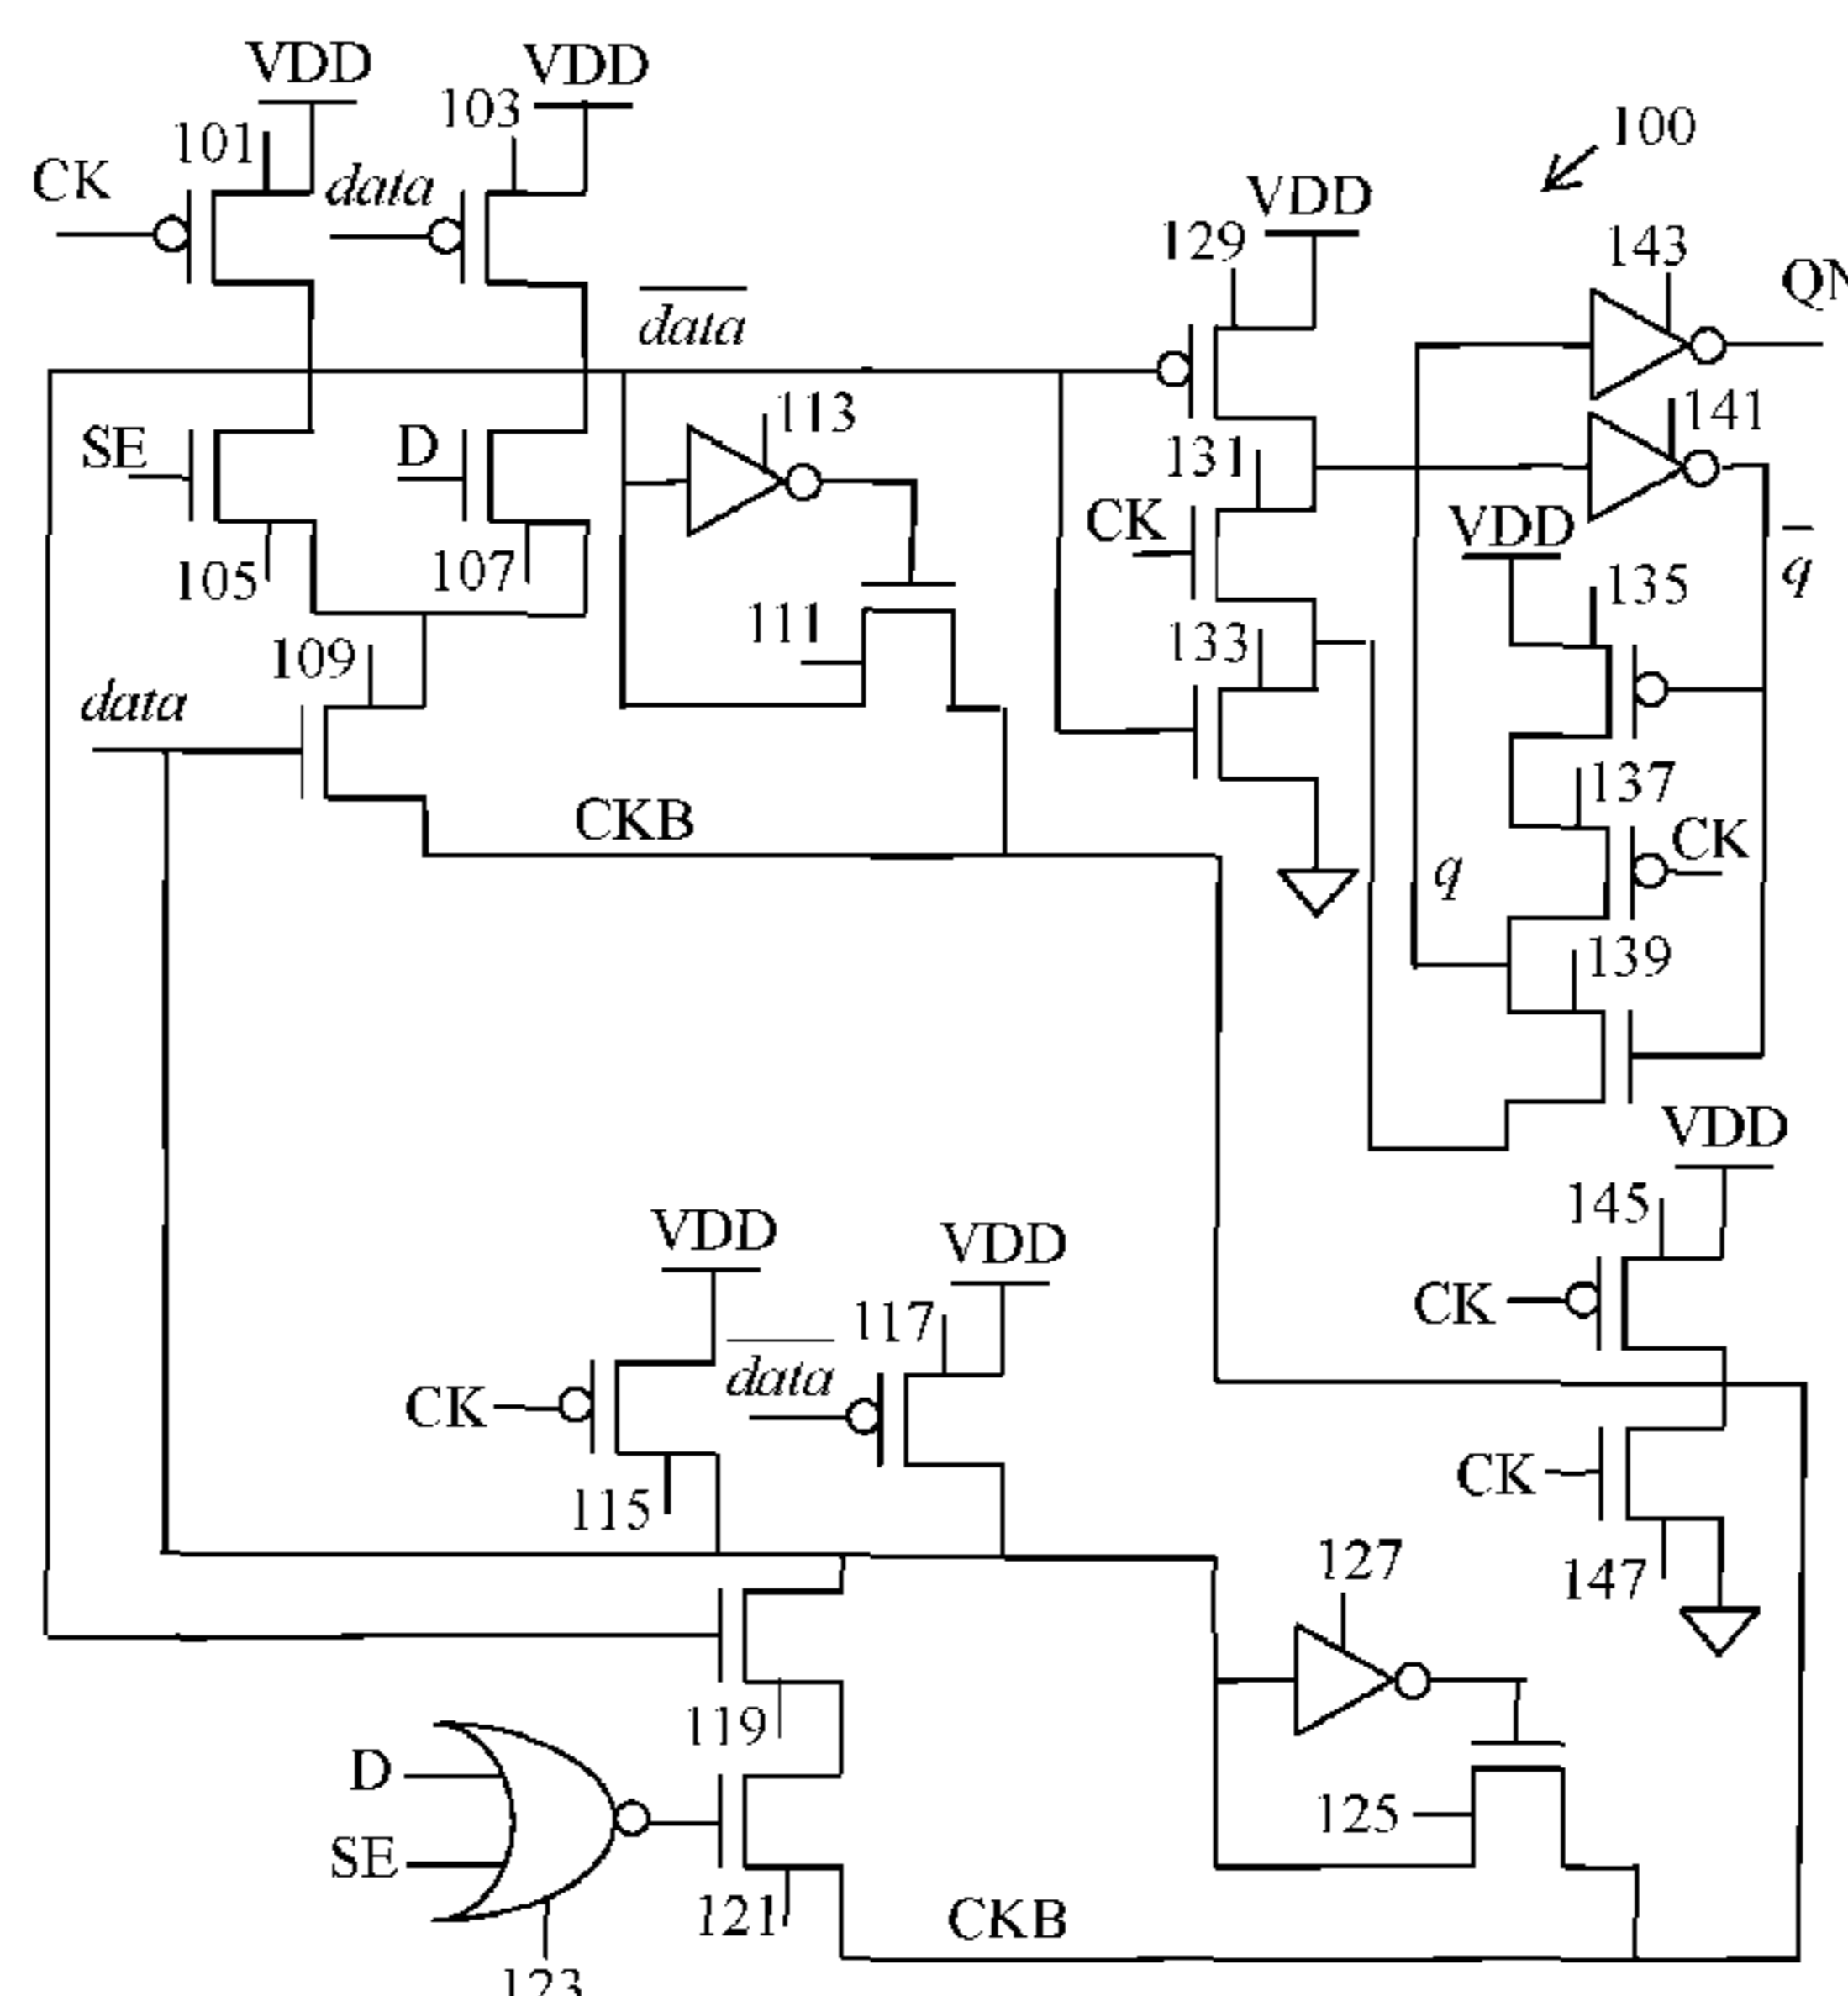 VDD
VDD
103
101
100
CK
data
VDD
129
143
QN
data
113
141
SE
D
131
CK
VDD
q
105
107
135
111
109
133
data
137
CKB
CK
q
139
VDD
145
VDD
VDD
117
CK
data
CK
CK
115
127
147
119
D
125
SE
121
CKB
123